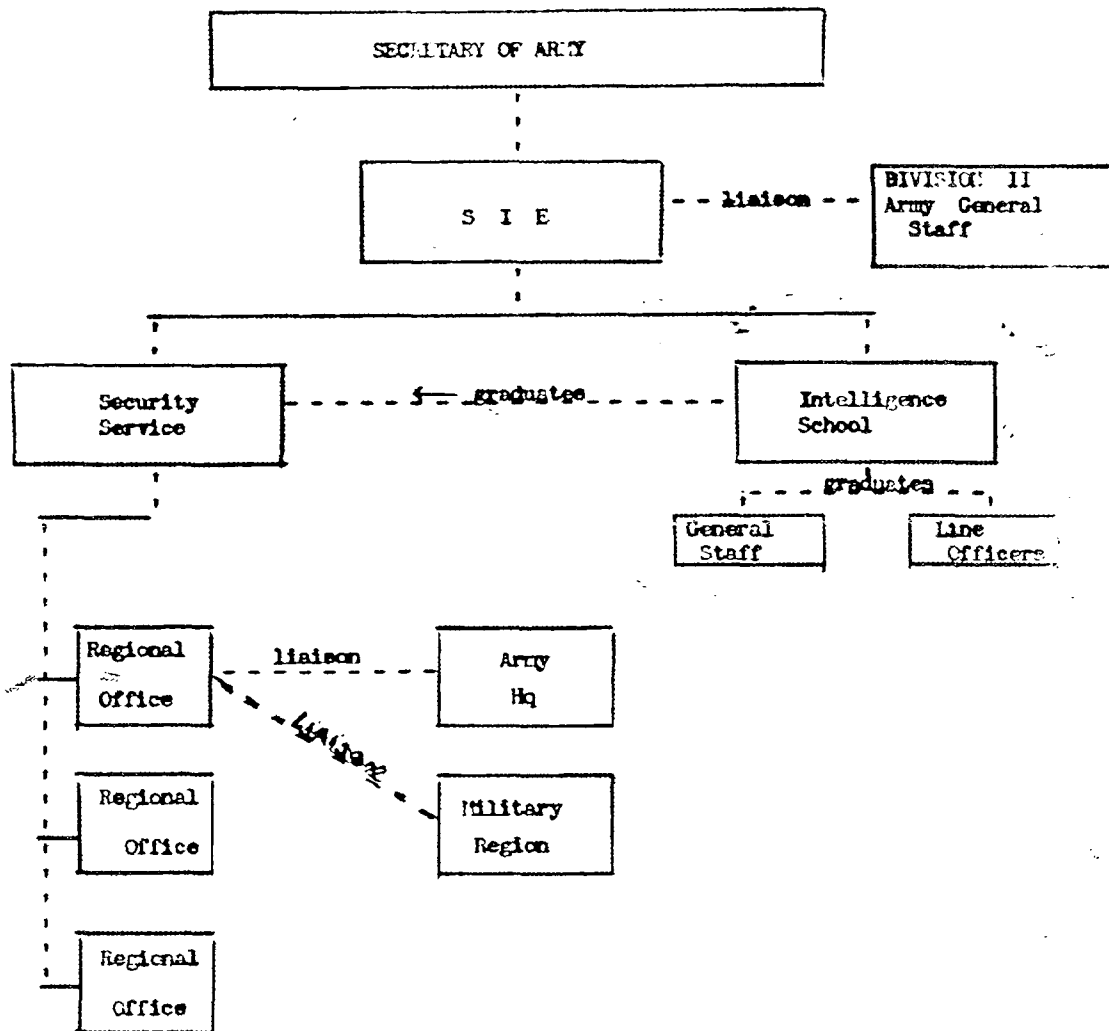 SECRETARY OF ARMY
S I E
liaison
DIVISION II
Army General
Staff
Security
Service
graduates
Intelligence
School
graduates
General
Staff
Line
Officers
Regional
Office
liaison
Army
Hq
LIAISON
Military
Region
Regional
Office
Regional
Office